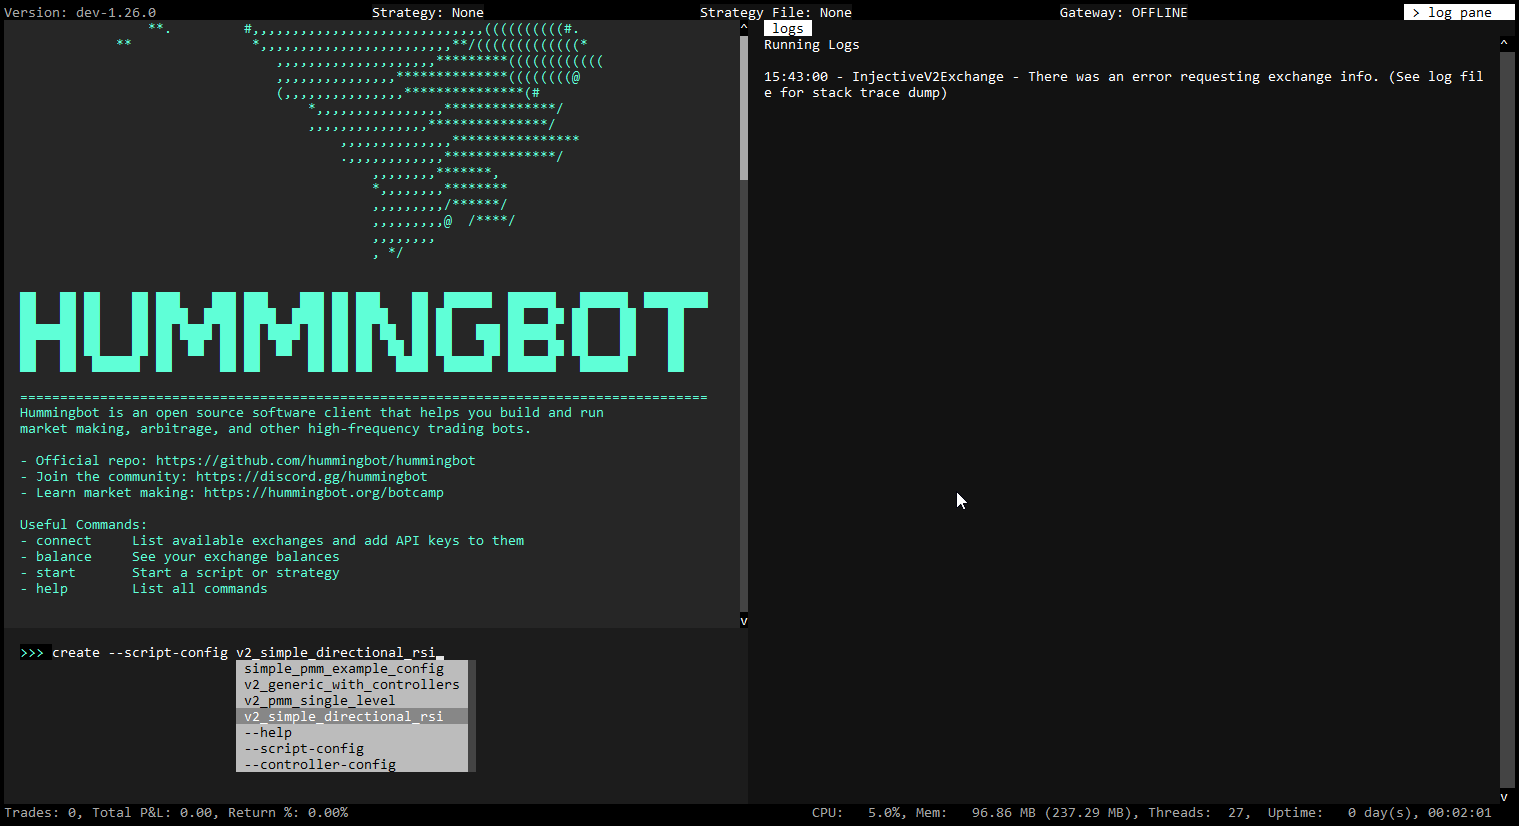 Version: dev-1.26.0 Strategy: None Strategy File: None Gateway: OFFLINE > log pane
HUMMINGBOT
Hummingbot is an open source software client that helps you build and run
market making, arbitrage, and other high-frequency trading bots.
- Official repo: https://github.com/hummingbot/hummingbot
- Join the community: https://discord.gg/hummingbot
- Learn market making: https://hummingbot.org/botcamp
Useful Commands:
- connect List available exchanges and add API keys to them
- balance See your exchange balances
- start Start a script or strategy
- help List all commands
>>> create --script-config v2_simple_directional_rsi_
simple_pmm_example_config
v2_generic_with_controllers
v2_pmm_single_level
v2_simple_directional_rsi
--help
--script-config
--controller-config
logs
Running Logs
15:43:00 - InjectiveV2Exchange - There was an error requesting exchange info. (See log fil
e for stack trace dump)
Trades: 0, Total P&L: 0.00, Return %: 0.00% CPU: 5.0%, Mem: 96.86 MB (237.29 MB), Threads: 27, Uptime: 0 day(s), 00:02:01